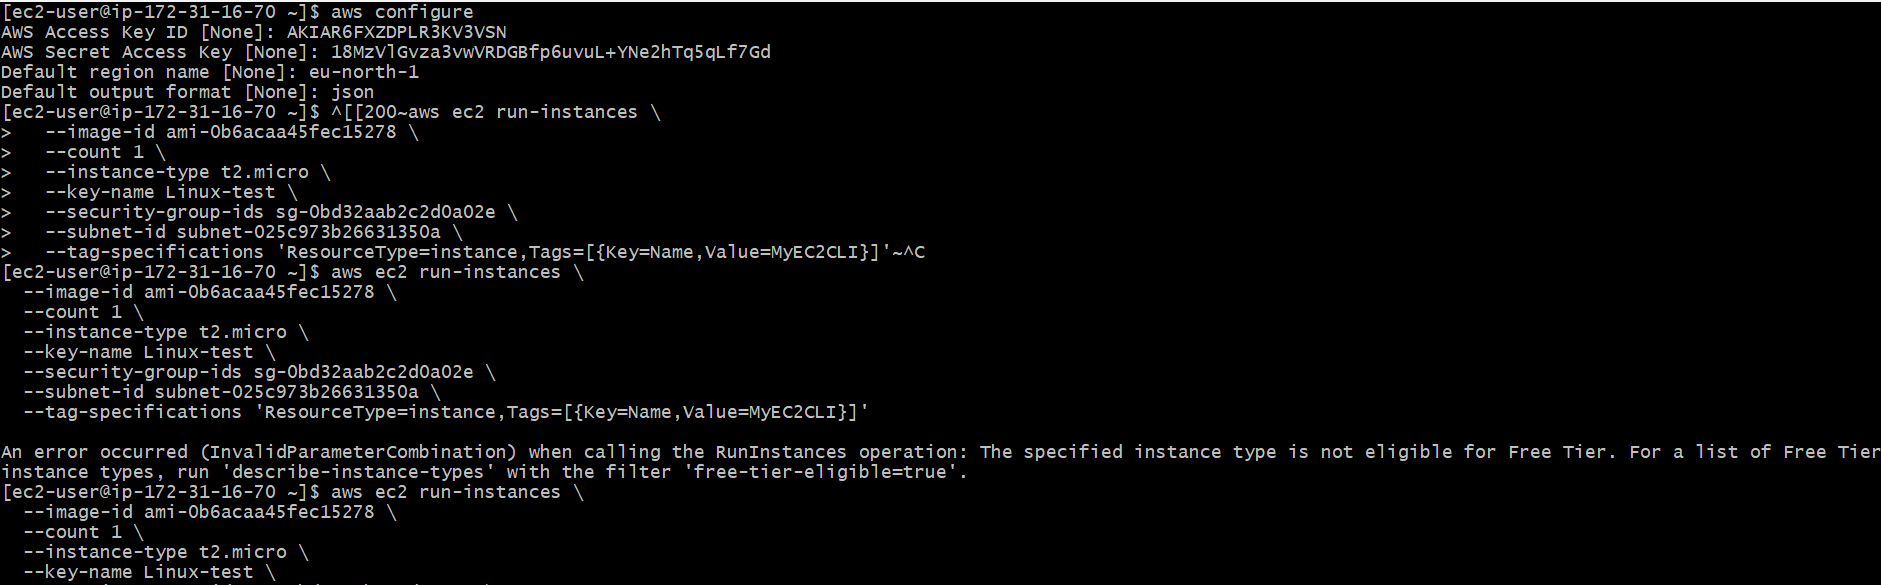 [ec2-user@ip-172-31-16-70 ~]$ aws configure
AWS Access Key ID [None]: AKIAR6FXZDPLR3KV3VSN
AWS Secret Access Key [None]: 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
Default region name [None]: eu-north-1
Default output format [None]: json
[ec2-user@ip-172-31-16-70 ~]$ ^[[200~aws ec2 run-instances \
>   --image-id ami-0b6acaa45fec15278 \
>   --count 1 \
>   --instance-type t2.micro \
>   --key-name Linux-test \
>   --security-group-ids sg-0bd32aab2c2d0a02e \
>   --subnet-id subnet-025c973b26631350a \
>   --tag-specifications 'ResourceType=instance,Tags=[{Key=Name,Value=MyEC2CLI}]'~^C
[ec2-user@ip-172-31-16-70 ~]$ aws ec2 run-instances \
  --image-id ami-0b6acaa45fec15278 \
  --count 1 \
  --instance-type t2.micro \
  --key-name Linux-test \
  --security-group-ids sg-0bd32aab2c2d0a02e \
  --subnet-id subnet-025c973b26631350a \
  --tag-specifications 'ResourceType=instance,Tags=[{Key=Name,Value=MyEC2CLI}]'
An error occurred (InvalidParameterCombination) when calling the RunInstances operation: The specified instance type is not eligible for Free Tier. For a list of Free Tier
instance types, run 'describe-instance-types' with the filter 'free-tier-eligible=true'.
[ec2-user@ip-172-31-16-70 ~]$ aws ec2 run-instances \
  --image-id ami-0b6acaa45fec15278 \
  --count 1 \
  --instance-type t2.micro \
  --key-name Linux-test \